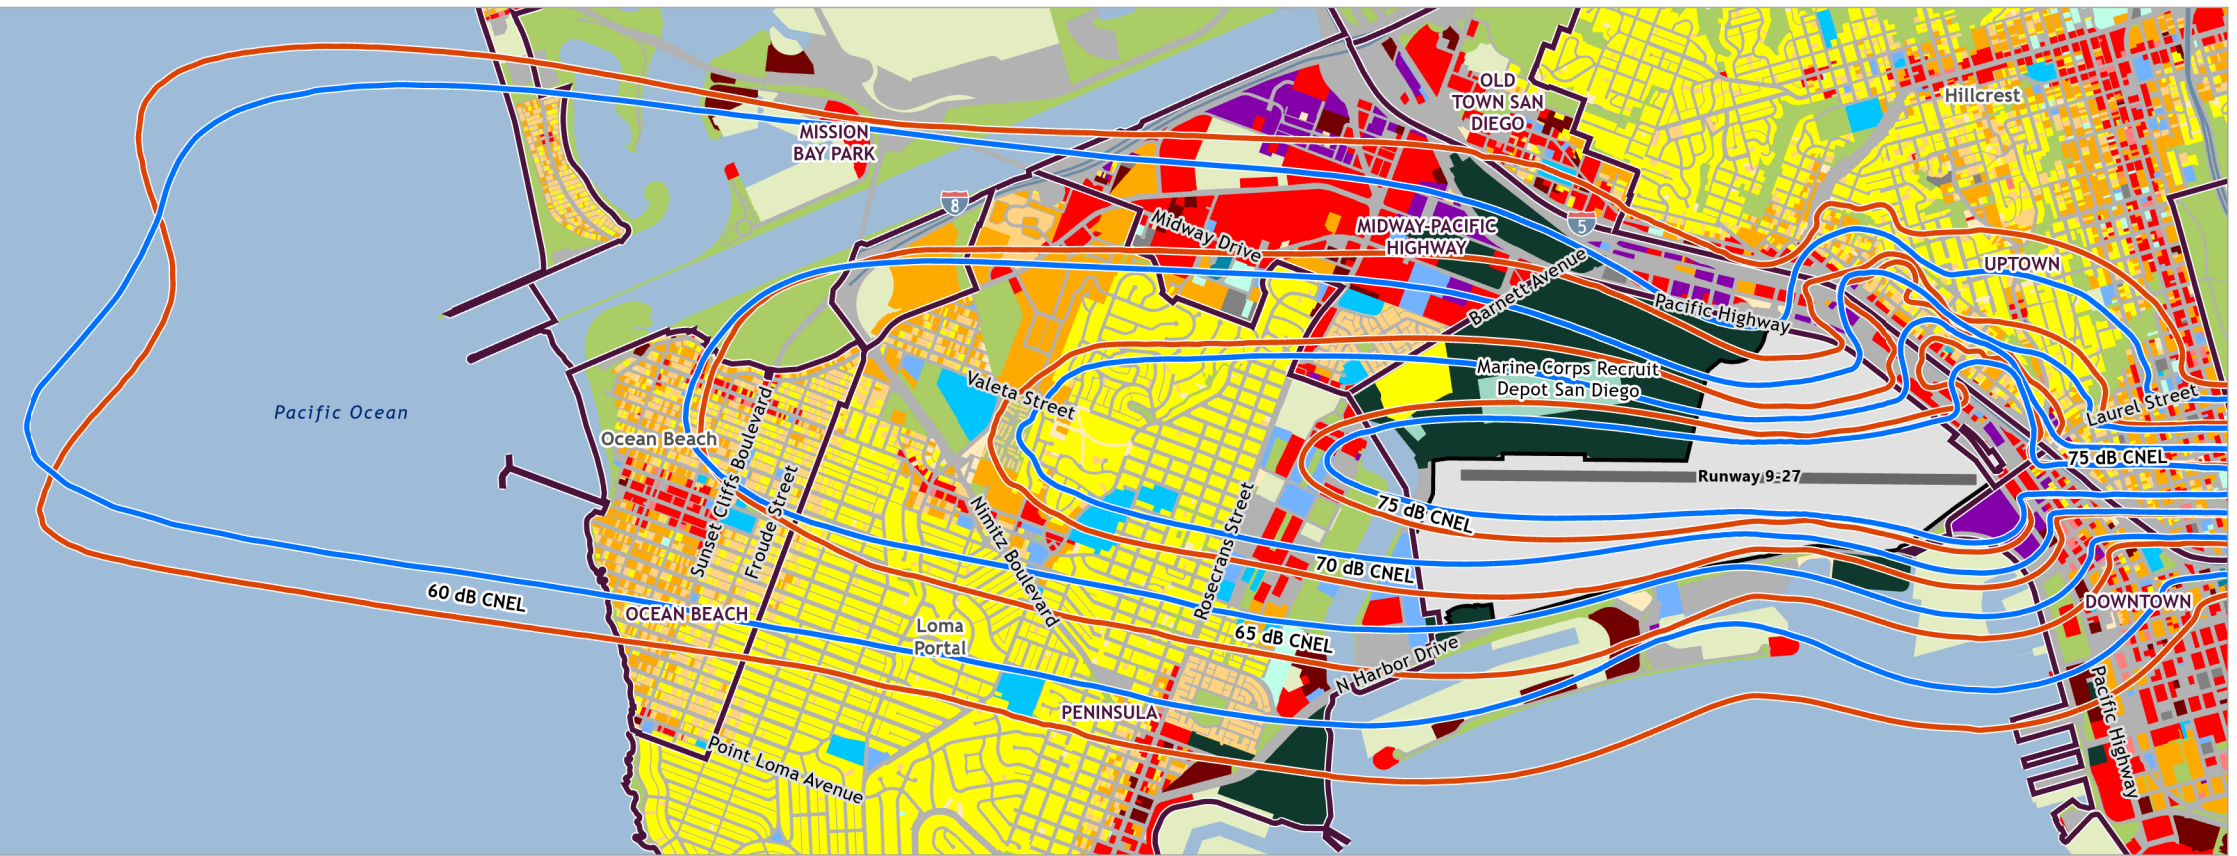 OLD
TOWN SAN
DIEGO
Hillcrest
MISSION
BAY PARK
8
5
Midway Drive
MIDWAY-PACIFIC
HIGHWAY
UPTOWN
Barnett Avenue
Pacific Highway
Marine Corps Recruit
Depot San Diego
Valeta Street
Pacific Ocean
Ocean Beach
Laurel Street
75 dB CNEL
Runway 9-27
Sunset Cliffs Boulevard
Froude Street
Nimitz Boulevard
Rosecrans Street
75 dB CNEL
70 dB CNEL
60 dB CNEL
OCEAN BEACH
Loma
Portal
65 dB CNEL
N Harbor Drive
DOWNTOWN
PENINSULA
Point Loma Avenue
Pacific Highway